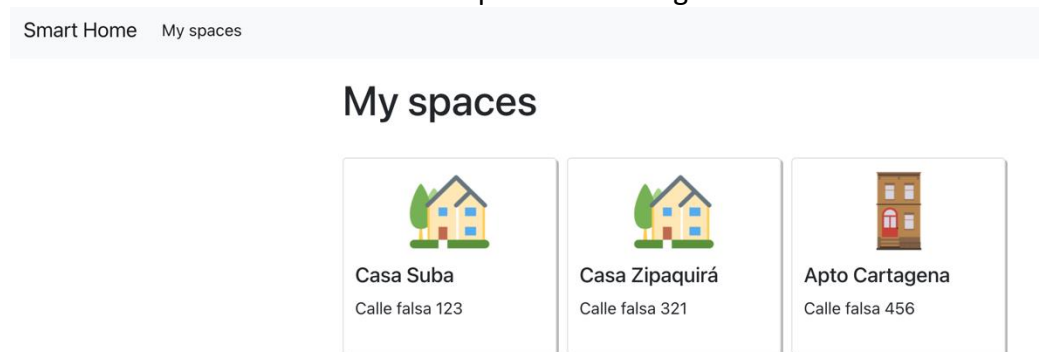 Smart Home My spaces
My spaces
Casa Suba
Calle falsa 123
Casa Zipaquirá
Calle falsa 321
Apto Cartagena
Calle falsa 456